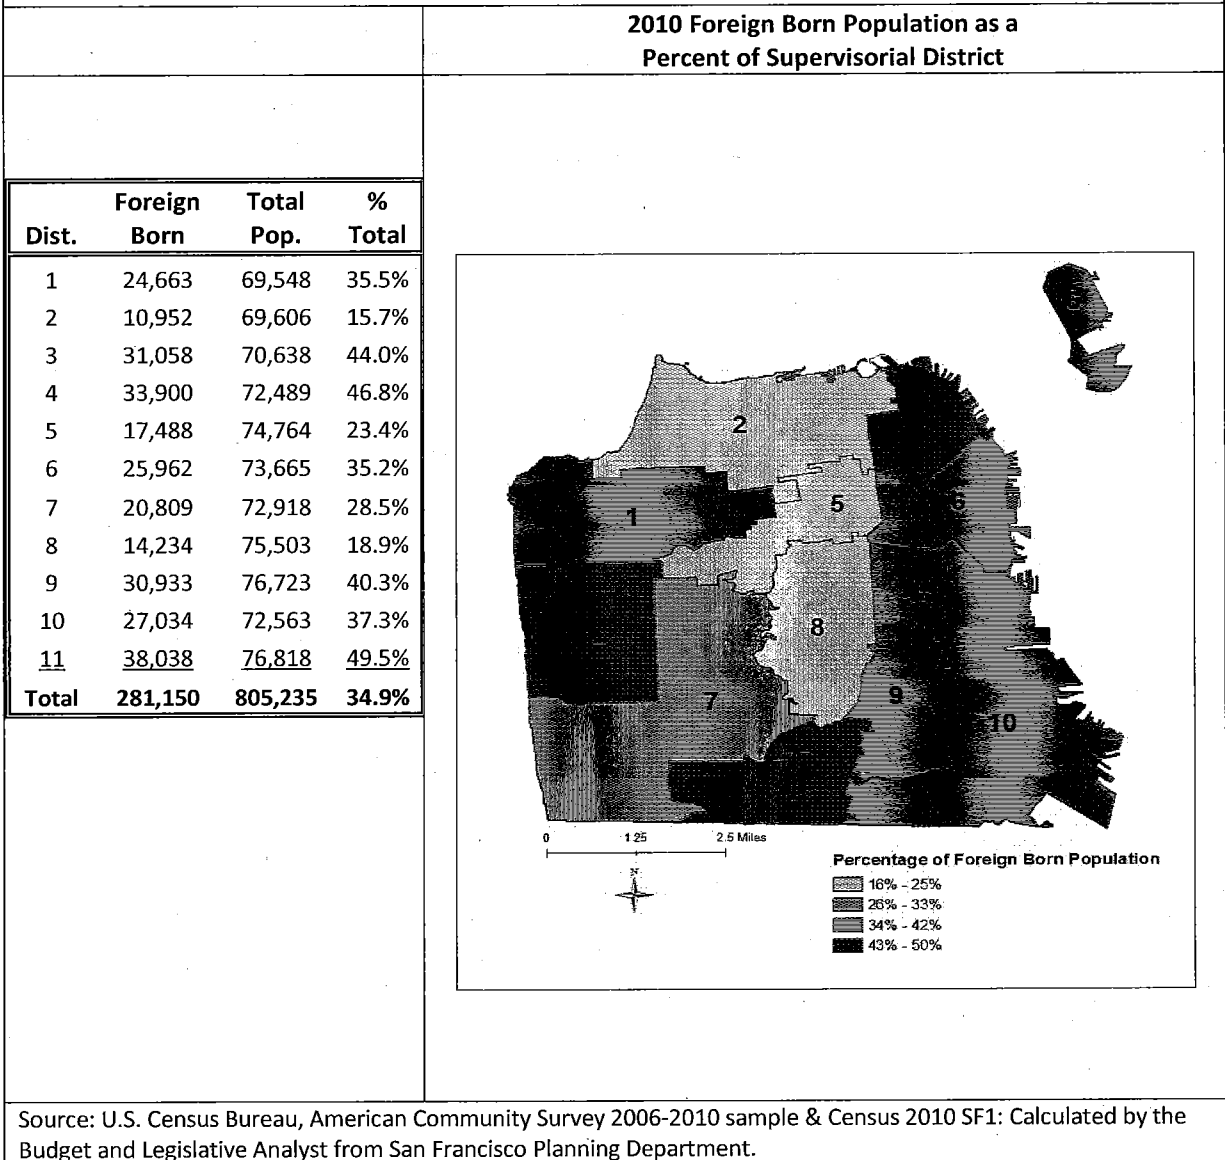 2010 Foreign Born Population as a
Percent of Supervisorial District
Foreign Total %
Dist. Born Pop. Total
1 24,663 69,548 35.5%
2 10,952 69,606 15.7%
3 31,058 70,638 44.0%
4 33,900 72,489 46.8%
5 17,488 74,764 23.4%
6 25,962 73,665 35.2%
7 20,809 72,918 28.5%
8 14,234 75,503 18.9%
9 30,933 76,723 40.3%
10 27,034 72,563 37.3%
11 38,038 76,818 49.5%
Total 281,150 805,235 34.9%
2
1
5
6
8
7
9
10
0 1.25 2.5 Miles
N
Percentage of Foreign Born Population
16% - 25%
26% - 33%
34% - 42%
43% - 50%
Source: U.S. Census Bureau, American Community Survey 2006-2010 sample & Census 2010 SF1: Calculated by the
Budget and Legislative Analyst from San Francisco Planning Department.